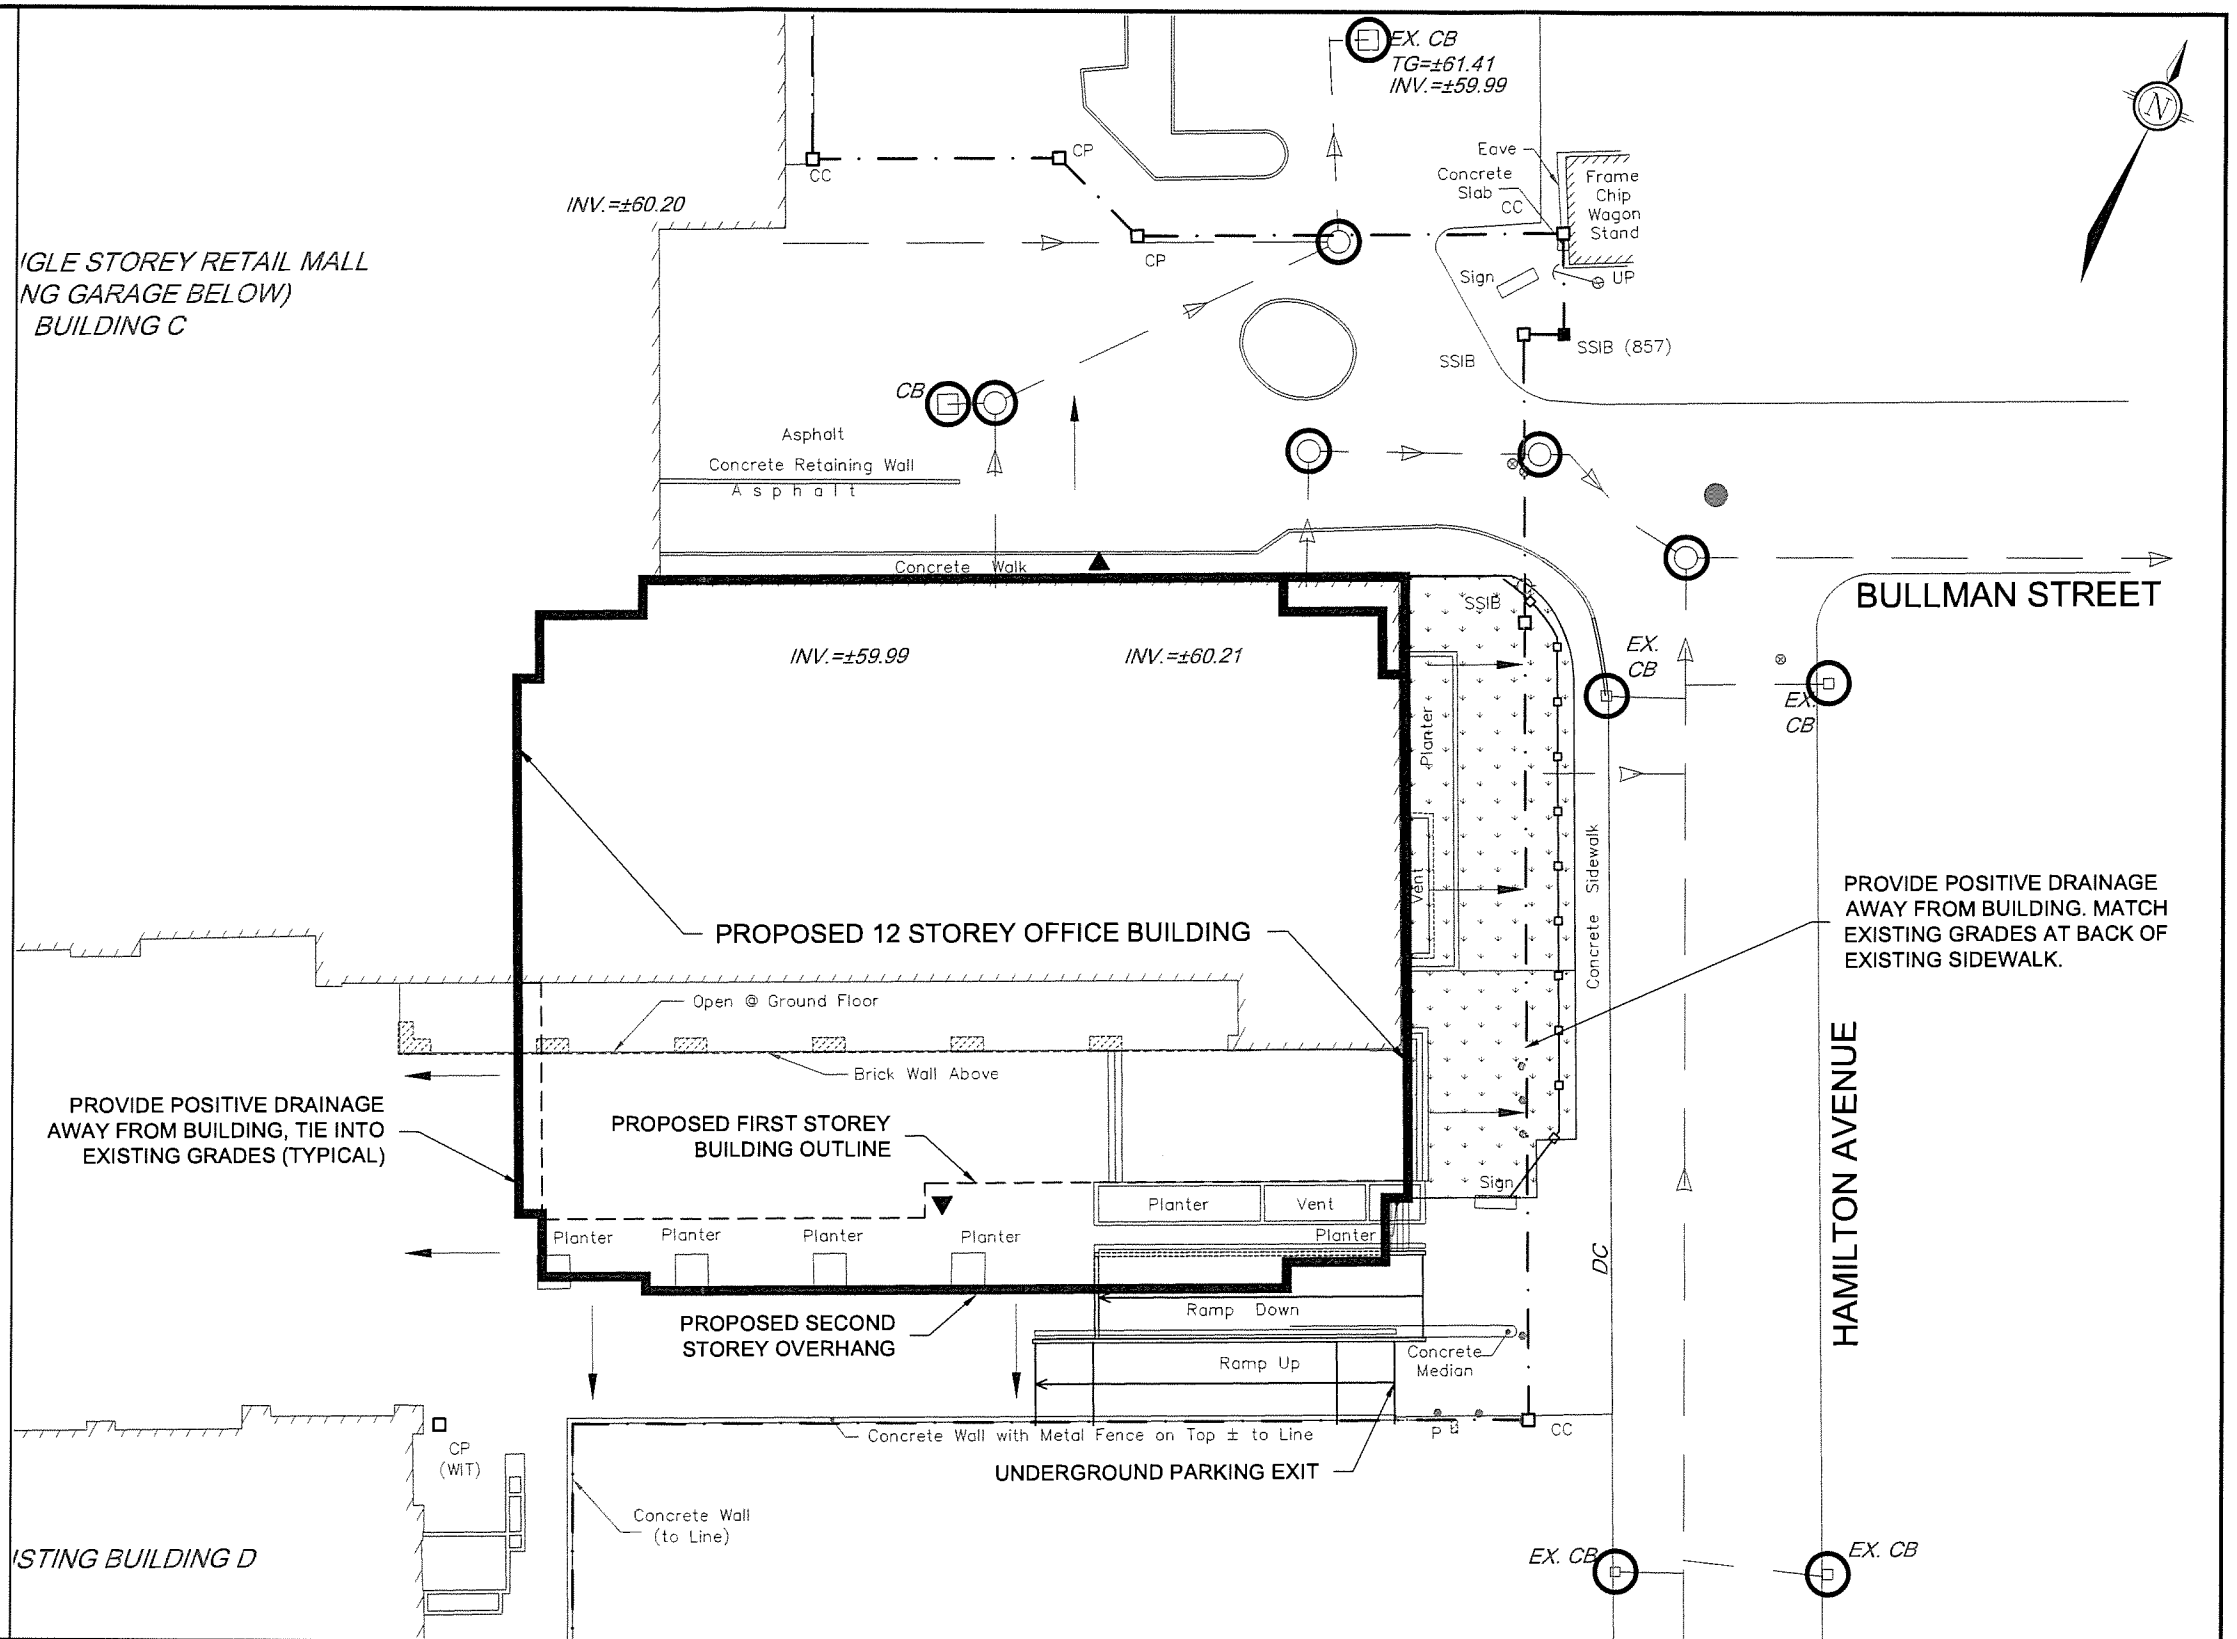 EX. CB
TG=±61.41
INV.=±59.99
N
Eave
Concrete
Slab
CC
Frame
Chip
Wagon
Stand
CC
CP
CP
INV.=±60.20
Sign
UP
SSIB
SSIB (857)
IGLE STOREY RETAIL MALL
NG GARAGE BELOW)
BUILDING C
CB
Asphalt
Concrete Retaining Wall
Asphalt
Concrete Walk
BULLMAN STREET
SSIB
INV.=±59.99
INV.=±60.21
EX.
CB
EX.
CB
Planter
Vent
Concrete Sidewalk
PROVIDE POSITIVE DRAINAGE
AWAY FROM BUILDING. MATCH
EXISTING GRADES AT BACK OF
EXISTING SIDEWALK.
PROPOSED 12 STOREY OFFICE BUILDING
Open @ Ground Floor
Brick Wall Above
HAMILTON AVENUE
PROVIDE POSITIVE DRAINAGE
AWAY FROM BUILDING, TIE INTO
EXISTING GRADES (TYPICAL)
PROPOSED FIRST STOREY
BUILDING OUTLINE
Sign
Planter
Vent
Planter
Planter
Planter
Planter
Planter
DC
Ramp Down
PROPOSED SECOND
STOREY OVERHANG
Ramp Up
Concrete
Median
CP
(WIT)
Concrete Wall with Metal Fence on Top ± to Line
P
CC
UNDERGROUND PARKING EXIT
Concrete Wall
(to Line)
ISTING BUILDING D
EX. CB
EX. CB